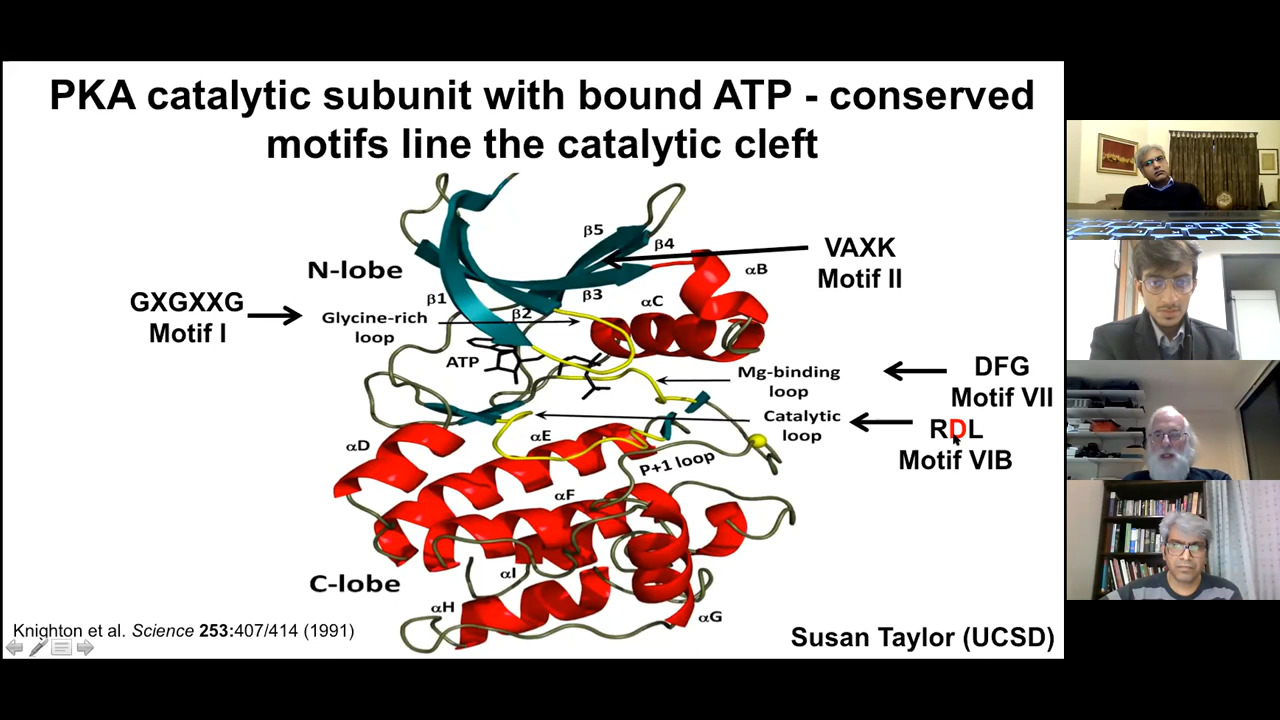 PKA catalytic subunit with bound ATP - conserved
motifs line the catalytic cleft
β5
β4
VAXK
Motif II
N-lobe
αB
GXGXXG
Motif I
β1
β3
αC
β2
Glycine-rich
loop
ATP
Mg-binding
loop
DFG
Motif VII
Catalytic
loop
RDL
Motif VIB
αD
αE
P+1 loop
αF
αI
C-lobe
αH
αG
Knighton et al. Science 253:407/414 (1991)
Susan Taylor (UCSD)